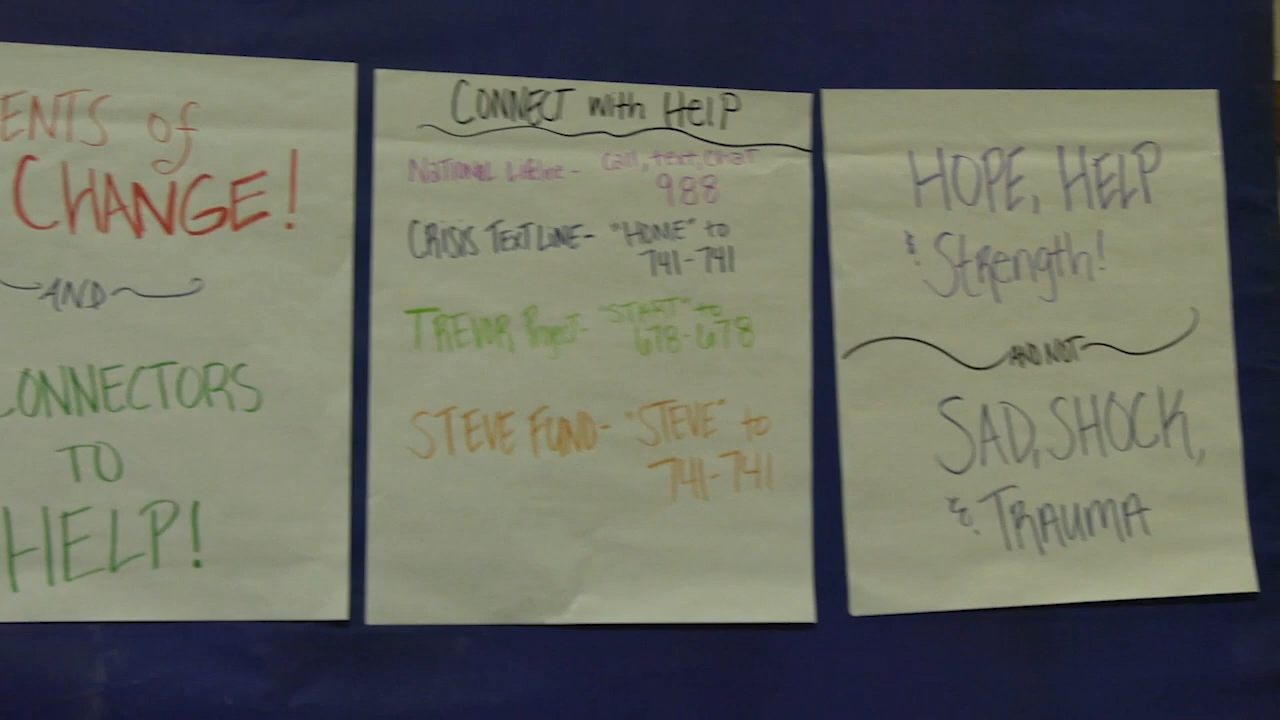 ENTS of
CHANGE!
AND
CONNECTORS
TO
HELP!
CONNECT with HELP
NATIONAL Lifeline- call, text, chat
988
CRISIS TEXT LINE- "HOME" to
741-741
TREVOR Project- "START" to
678-678
STEVE FUND- "STEVE" to
741-741
HOPE, HELP
& Strength!
AND NOT
SAD, SHOCK,
& TRAUMA